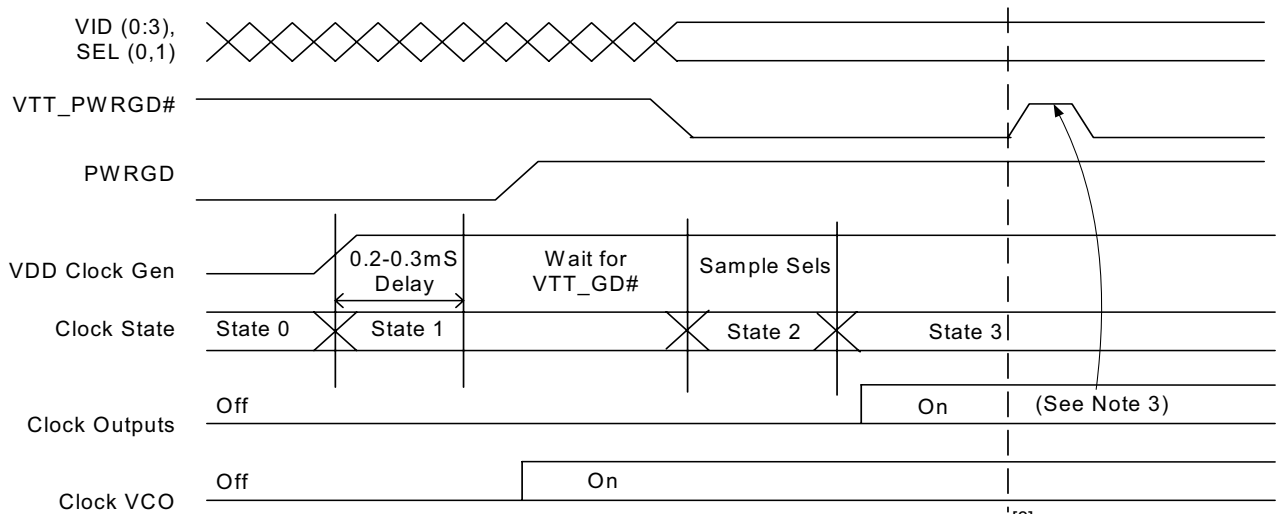 VID (0:3),
SEL (0,1)
VTT_PWRGD#
PWRGD
VDD Clock Gen
0.2-0.3mS
Delay
Wait for
VTT_GD#
Sample Sels
Clock State
State 0
State 1
State 2
State 3
Clock Outputs
Off
On
(See Note 3)
Clock VCO
Off
On